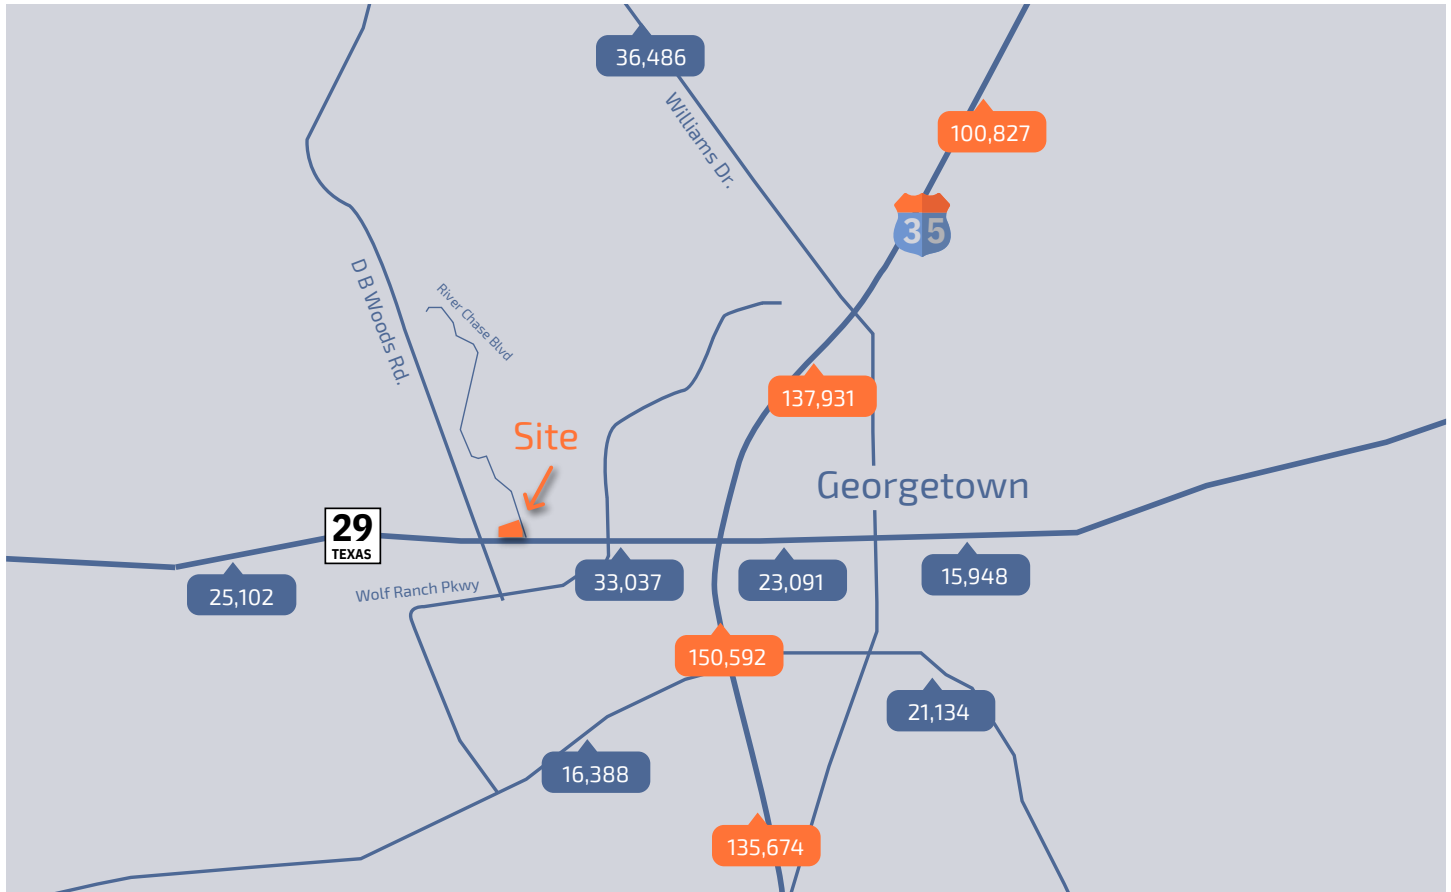 36,486
100,827
Williams Dr.
35
D B Woods Rd.
River Chase Blvd
137,931
Site
Georgetown
29
TEXAS
33,037
23,091
15,948
25,102
Wolf Ranch Pkwy
150,592
21,134
16,388
135,674